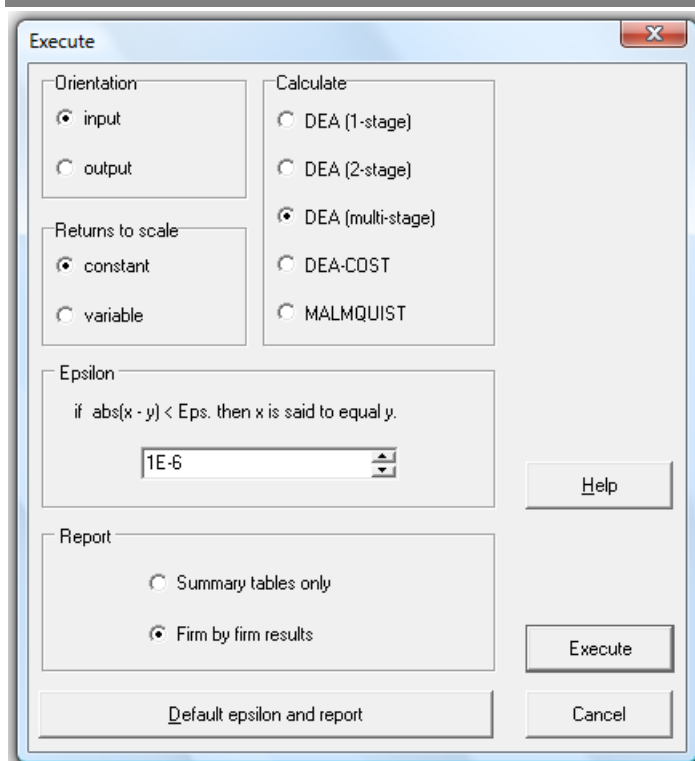 Execute
Orientation
input
output
Calculate
DEA (1-stage)
DEA (2-stage)
DEA (multi-stage)
DEA-COST
MALMQUIST
Returns to scale
constant
variable
Epsilon
if abs(x - y) < Eps. then x is said to equal y.
1E-6
Help
Report
Summary tables only
Firm by firm results
Execute
Default epsilon and report
Cancel